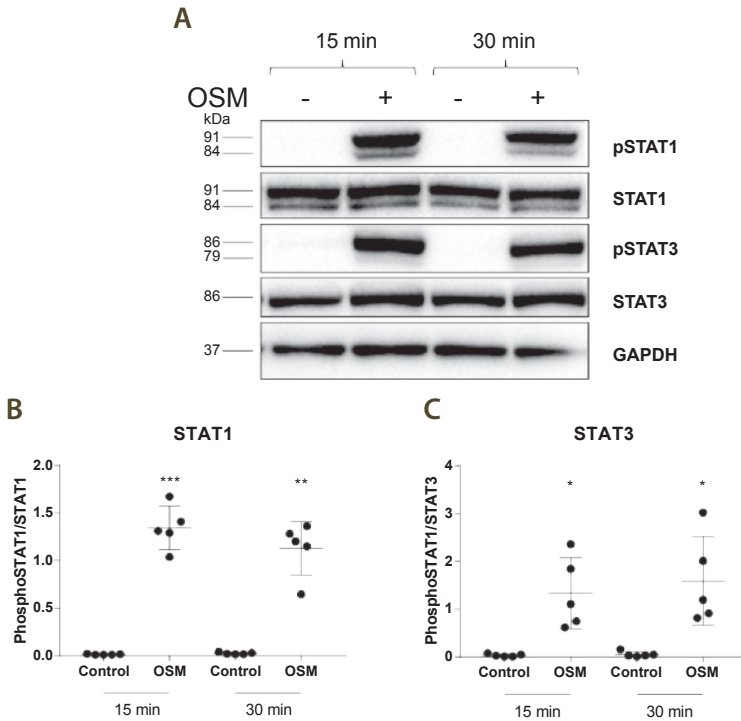 A
15 min 30 min
OSM - + - +
kDa
91
84
pSTAT1
91
84
STAT1
86
79
pSTAT3
86
STAT3
37
GAPDH
B
STAT1
PhosphoSTAT1/STAT1
2.0
1.5
1.0
0.5
0.0
***
**
Control OSM Control OSM
15 min 30 min
C
STAT3
PhosphoSTAT1/STAT3
4
3
2
1
0
*
*
Control OSM Control OSM
15 min 30 min